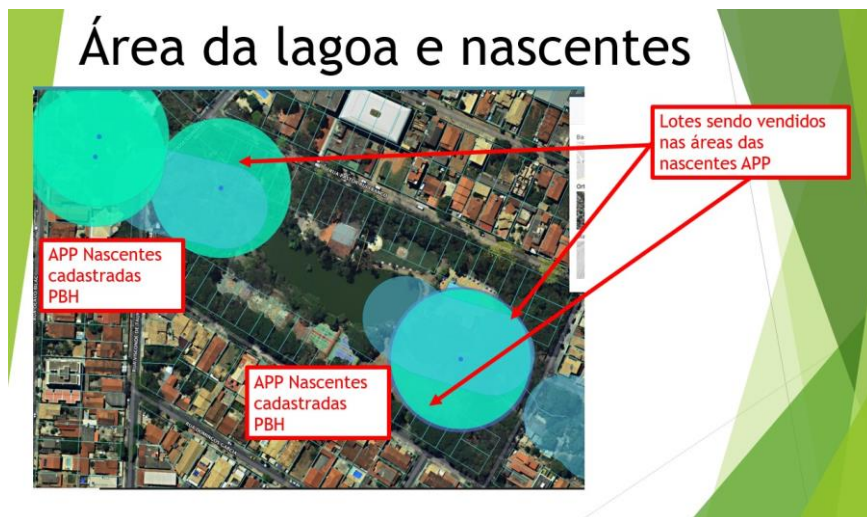 Área da lagoa e nascentes
Lotes sendo vendidos
nas áreas das
nascentes APP
APP Nascentes
cadastradas
PBH
APP Nascentes
cadastradas
PBH